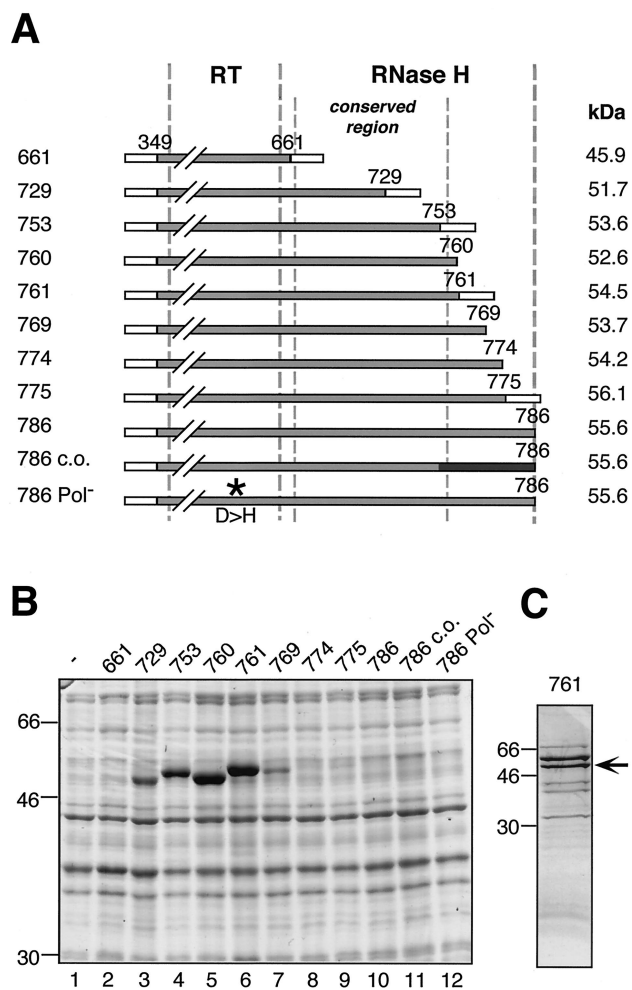 A
RT RNase H
conserved
region
kDa
661 349 661 45.9
729 729 51.7
753 753 53.6
760 760 52.6
761 761 54.5
769 769 53.7
774 774 54.2
775 775 56.1
786 786 55.6
786 c.o. 786 55.6
786 Pol⁻ * 786 55.6
D>H
B
- 661 729 753 760 761 769 774 775 786 786 c.o. 786 Pol⁻
66
46
30
1 2 3 4 5 6 7 8 9 10 11 12
C
761
66
46
30